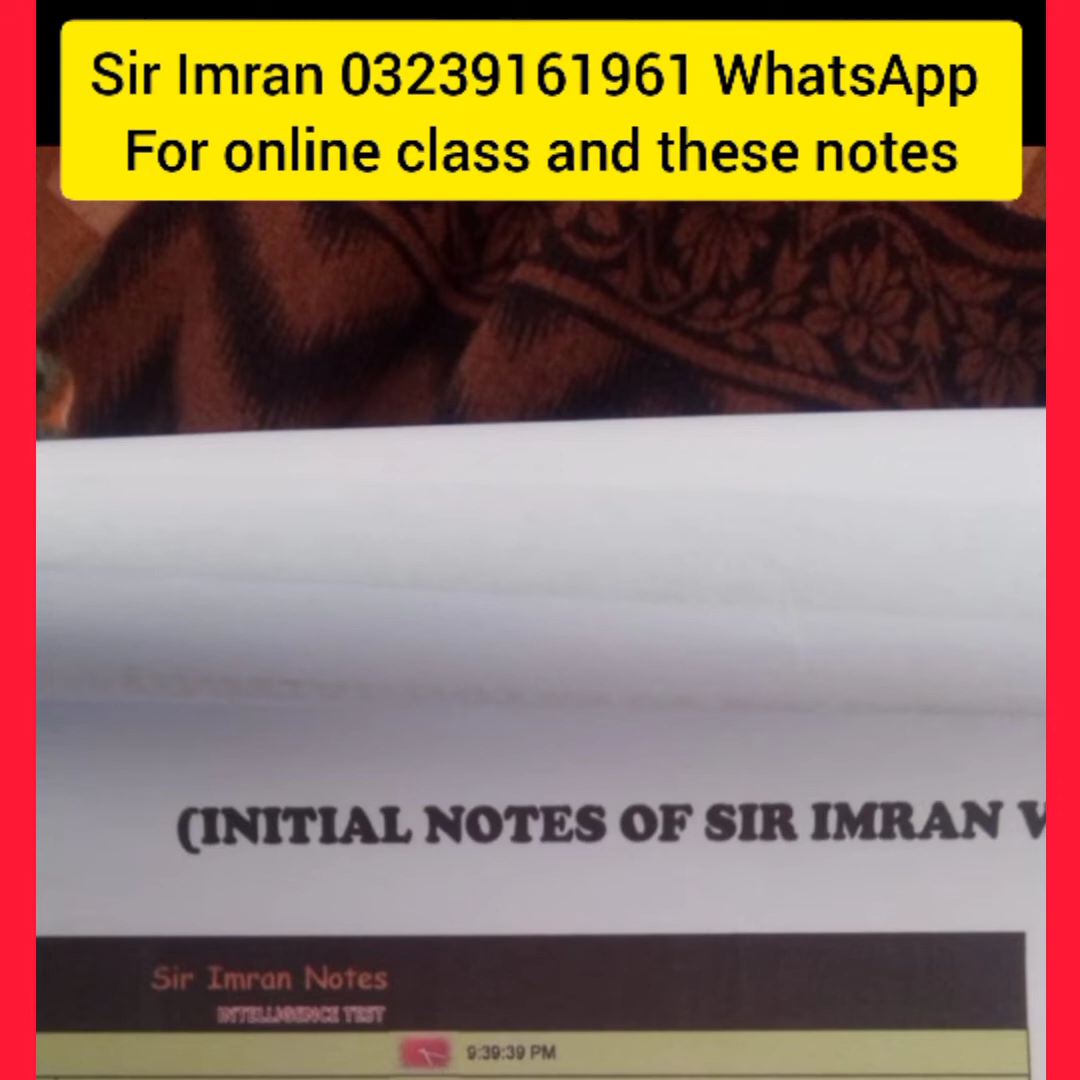 Sir Imran 03239161961 WhatsApp
For online class and these notes
(INITIAL NOTES OF SIR IMRAN
Sir Imran Notes
INTELLIGENCE TEST
9:39:39 PM